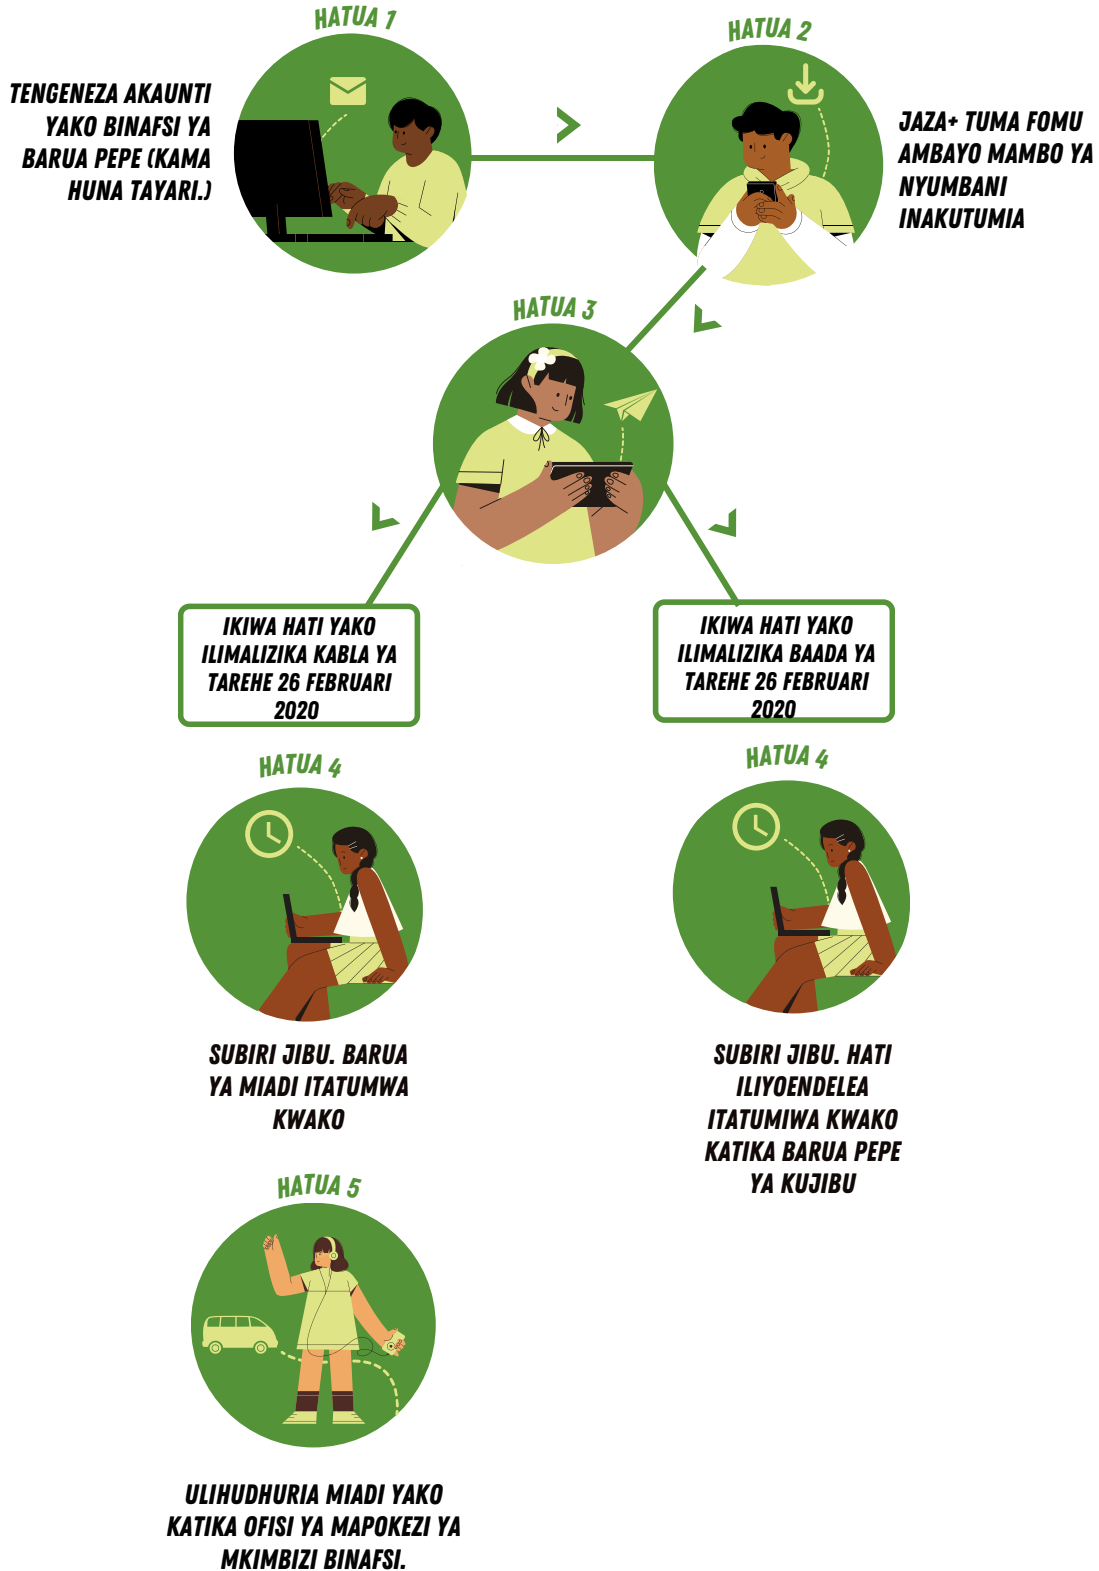 HATUA 1
TENGENEZA AKAUNTI
YAKO BINAFSI YA
BARUA PEPE (KAMA
HUNA TAYARI.)
HATUA 2
JAZA+ TUMA FOMU
AMBAYO MAMBO YA
NYUMBANI
INAKUTUMIA
HATUA 3
IKIWA HATI YAKO
ILIMALIZIKA KABLA YA
TAREHE 26 FEBRUARI
2020
HATUA 4
SUBIRI JIBU. BARUA
YA MIADI ITATUMWA
KWAKO
HATUA 5
ULIHUDHURIA MIADI YAKO
KATIKA OFISI YA MAPOKEZI YA
MKIMBIZI BINAFSI.
IKIWA HATI YAKO
ILIMALIZIKA BAADA YA
TAREHE 26 FEBRUARI
2020
HATUA 4
SUBIRI JIBU. HATI
ILIYOENDELEA
ITATUMIWA KWAKO
KATIKA BARUA PEPE
YA KUJIBU